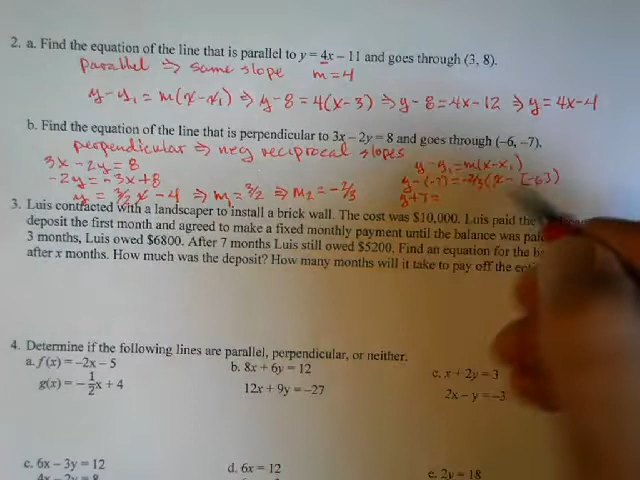 2. a. Find the equation of the line that is parallel to y = 4x – 11 and goes through (3, 8).
parallel ⇒ same slope m = 4
y - y₁ = m(x - x₁) ⇒ y - 8 = 4(x - 3) ⇒ y - 8 = 4x - 12 ⇒ y = 4x - 4
b. Find the equation of the line that is perpendicular to 3x – 2y = 8 and goes through (–6, –7).
perpendicular ⇒ neg reciprocal slopes
3x - 2y = 8
-2y = -3x + 8
y = 3/2 x - 4 ⇒ m₁ = 3/2 ⇒ m₂ = -2/3
y - y₁ = m(x - x₁)
y - (-7) = -2/3 (x - [-6])
y + 7 =
3. Luis contracted with a landscaper to install a brick wall. The cost was $10,000. Luis paid the
deposit the first month and agreed to make a fixed monthly payment until the balance was
3 months, Luis owed $6800. After 7 months Luis still owed $5200. Find an equation for the
after x months. How much was the deposit? How many months will it take to pay off the
4. Determine if the following lines are parallel, perpendicular, or neither.
a. f(x) = –2x – 5
g(x) = –1/2x + 4
b. 8x + 6y = 12
12x + 9y = –27
c. x + 2y = 3
2x – y = –3
c. 6x – 3y = 12
d. 6x = 12
e. 2y = 18